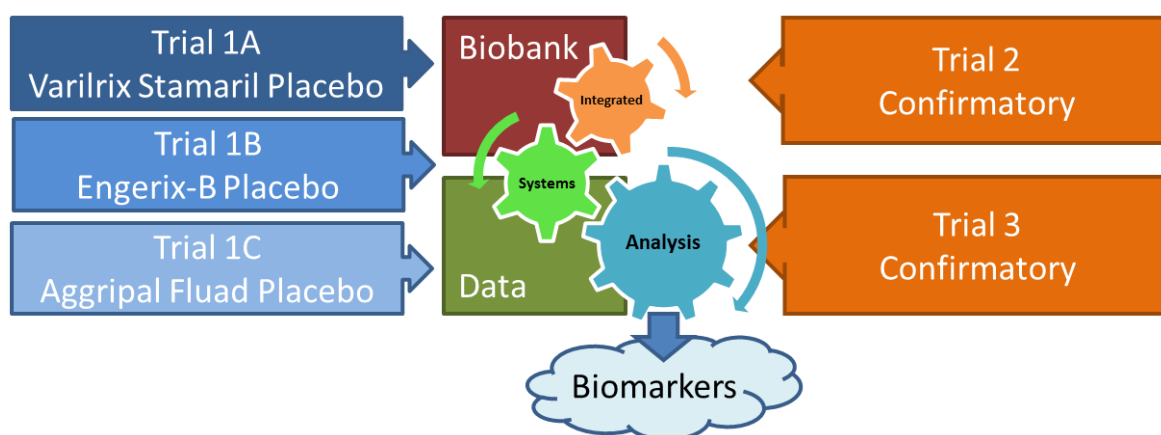 Trial 1A
Varilrix Stamaril Placebo
Trial 1B
Engerix-B Placebo
Trial 1C
Aggripal Fluad Placebo
Biobank
Integrated
Systems
Analysis
Data
Biomarkers
Trial 2
Confirmatory
Trial 3
Confirmatory